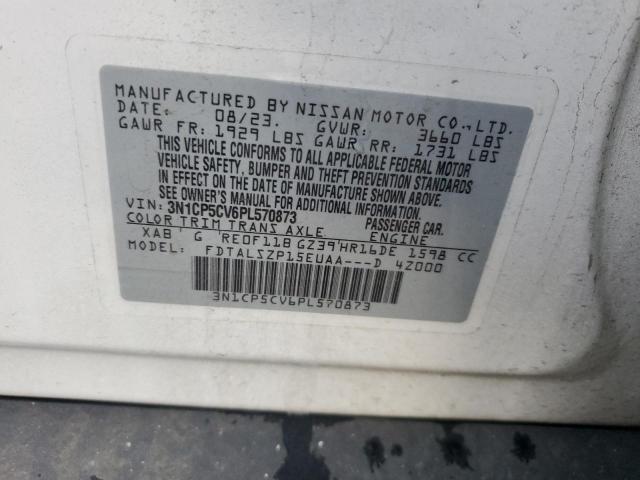 MANUFACTURED BY NISSAN MOTOR CO., LTD.
DATE: 08/23. GVWR: 3660 LBS
GAWR FR: 1929 LBS GAWR RR: 1731 LBS
THIS VEHICLE CONFORMS TO ALL APPLICABLE FEDERAL MOTOR
VEHICLE SAFETY, BUMPER AND THEFT PREVENTION STANDARDS
IN EFFECT ON THE DATE OF MANUFACTURE SHOWN ABOVE.
SEE OWNER'S MANUAL FOR ADDITIONAL INFORMATION.
VIN: 3N1CP5CV6PL570873 PASSENGER CAR.
COLOR TRIM TRANS AXLE ENGINE
XAB' G RE0F11B GZ39'HR16DE 1598 CC
MODEL: FDTALSZP15EUAA---D 42000
3N1CP5CV6PL570873